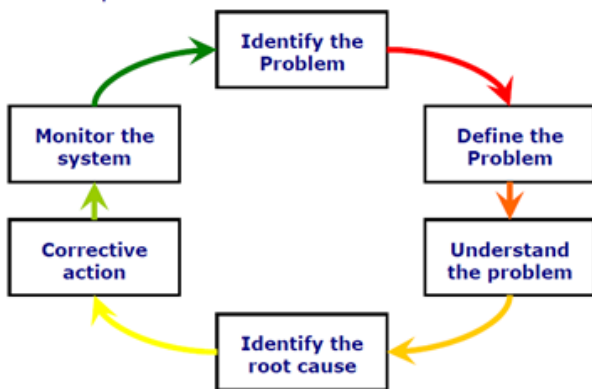 Identify the
Problem
Define the
Problem
Understand
the problem
Identify the
root cause
Corrective
action
Monitor the
system